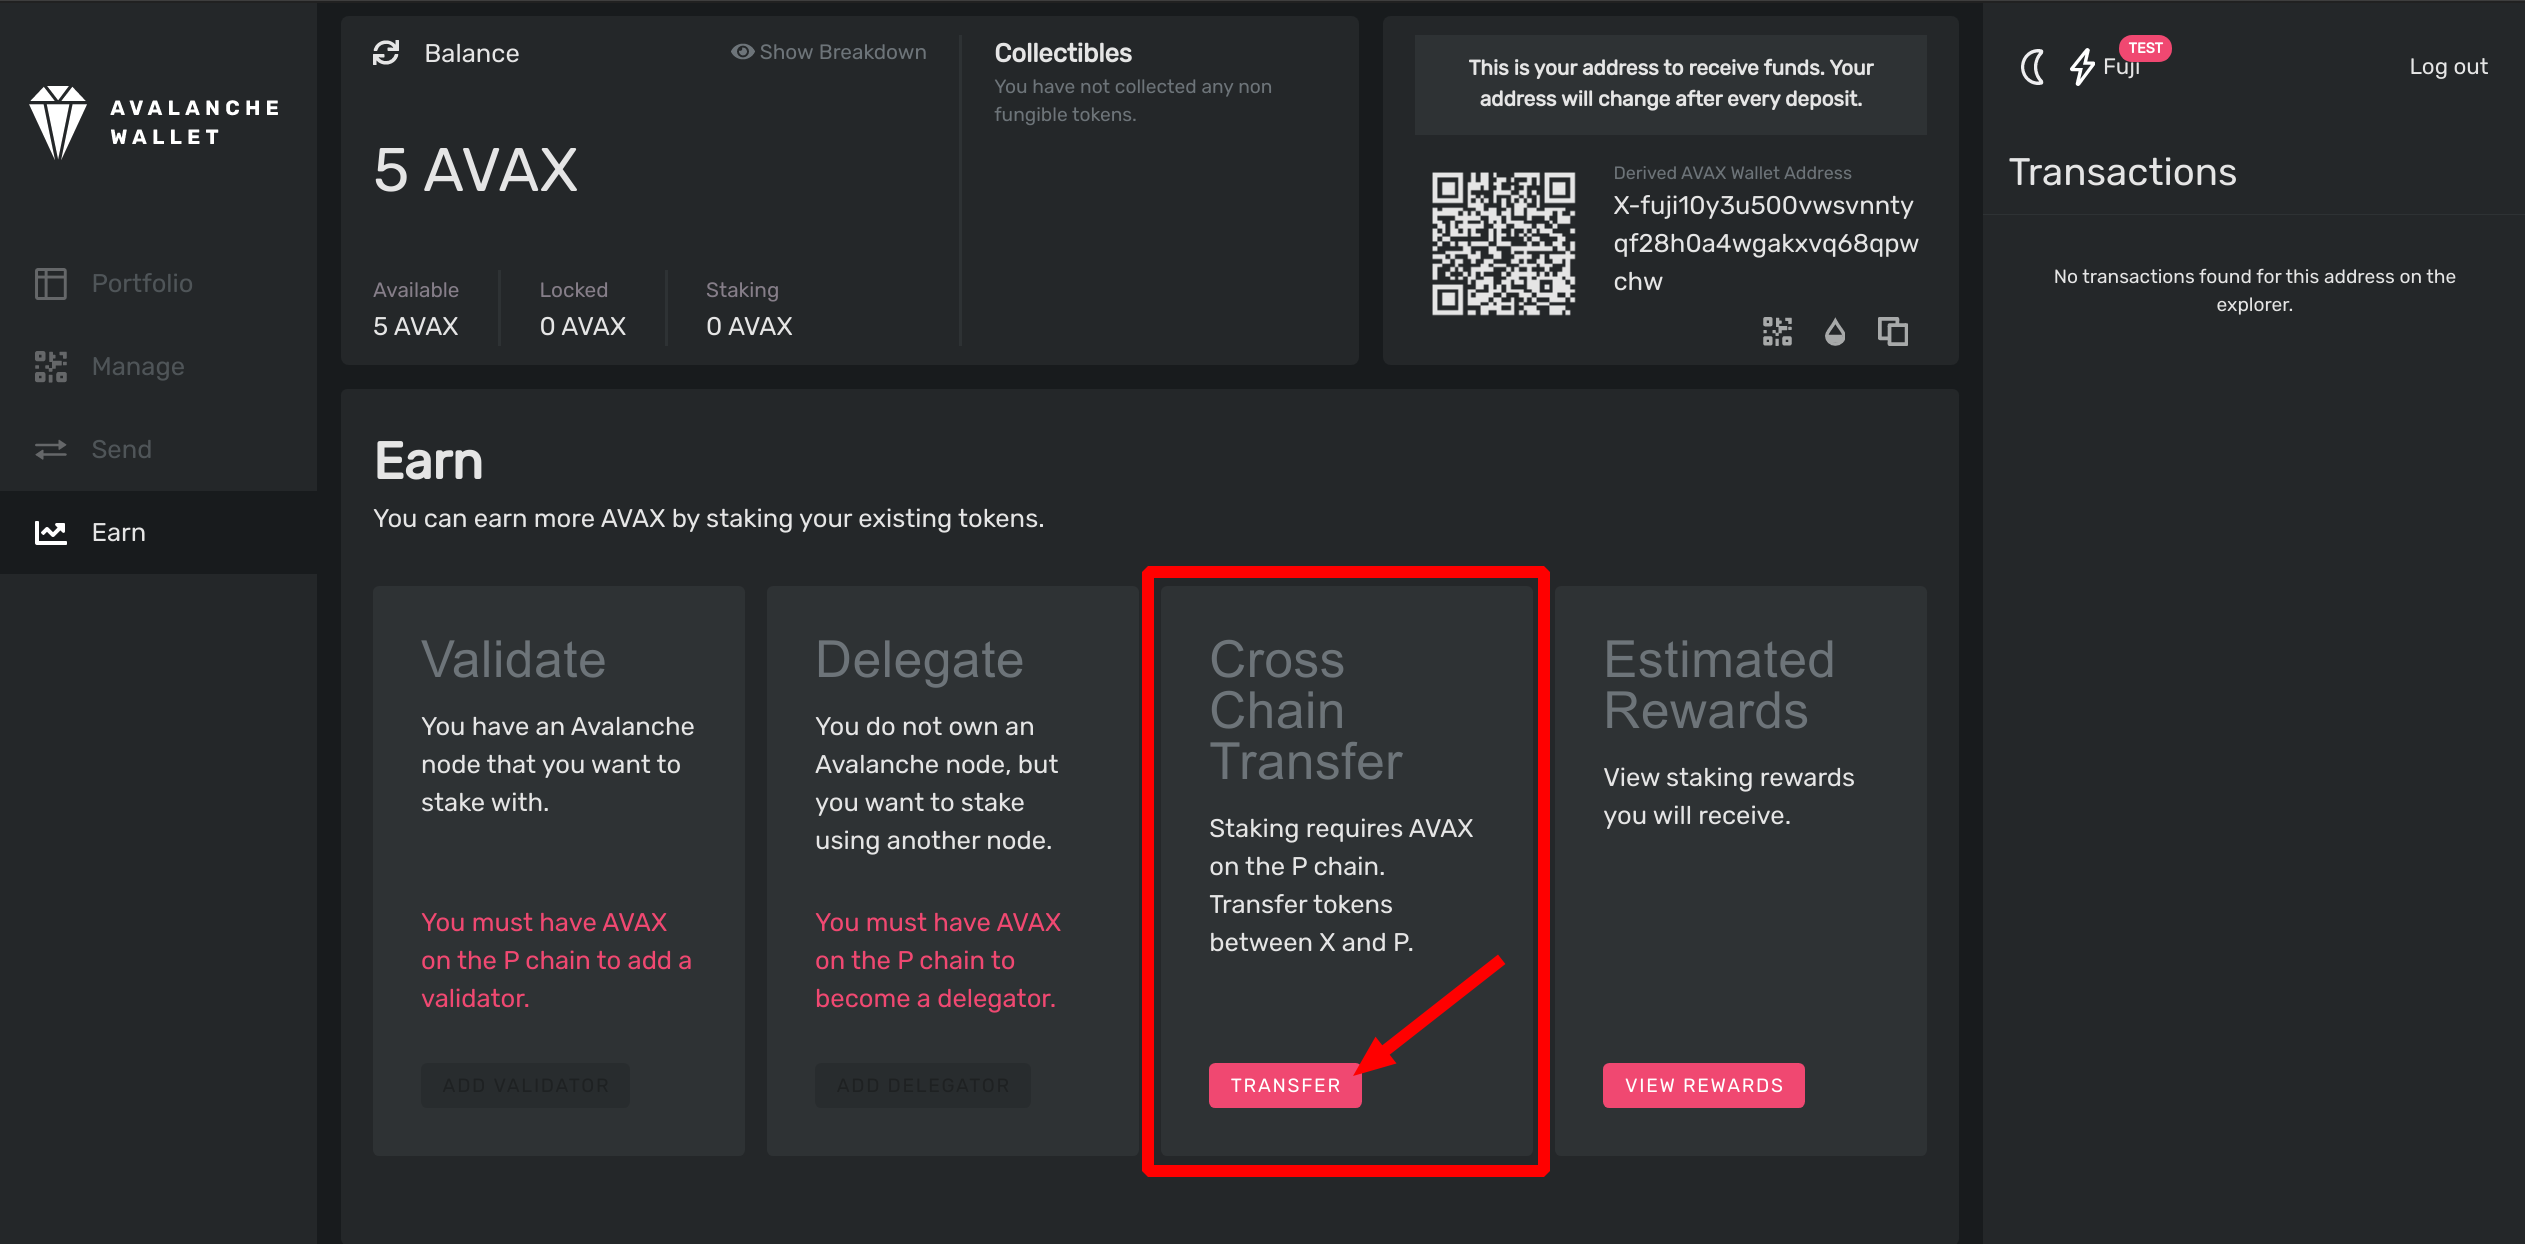 AVALANCHE
WALLET
Portfolio
Manage
Send
Earn
Balance
Show Breakdown
5 AVAX
Available
5 AVAX
Locked
0 AVAX
Staking
0 AVAX
Collectibles
You have not collected any non
fungible tokens.
This is your address to receive funds. Your
address will change after every deposit.
Derived AVAX Wallet Address
X-fuji10y3u500vwsvnnty
qf28h0a4wgakxvq68qpw
chw
Earn
You can earn more AVAX by staking your existing tokens.
Validate
You have an Avalanche
node that you want to
stake with.
You must have AVAX
on the P chain to add a
validator.
ADD VALIDATOR
Delegate
You do not own an
Avalanche node, but
you want to stake
using another node.
You must have AVAX
on the P chain to
become a delegator.
ADD DELEGATOR
Cross
Chain
Transfer
Staking requires AVAX
on the P chain.
Transfer tokens
between X and P.
TRANSFER
Estimated
Rewards
View staking rewards
you will receive.
VIEW REWARDS
Fuji
TEST
Log out
Transactions
No transactions found for this address on the
explorer.